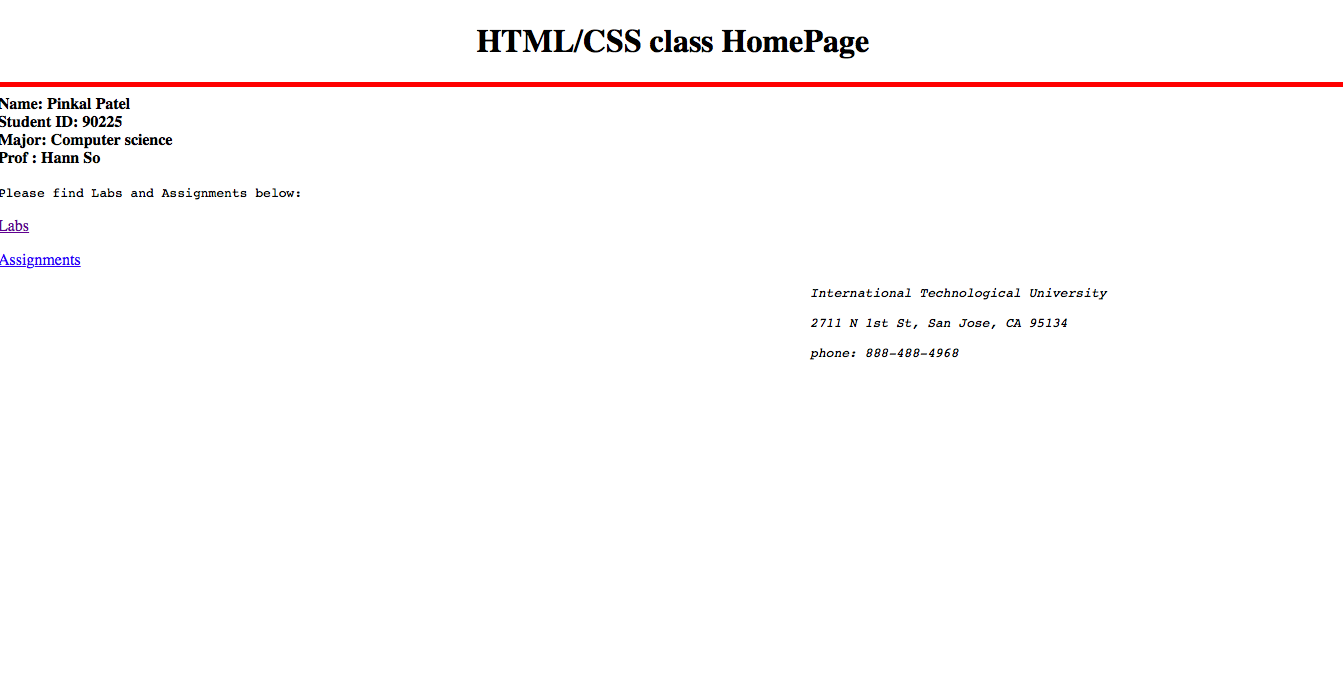 HTML/CSS class HomePage
Name: Pinkal Patel
Student ID: 90225
Major: Computer science
Prof : Hann So
Please find Labs and Assignments below:
Labs
Assignments
International Technological University
2711 N 1st St, San Jose, CA 95134
phone: 888-488-4968